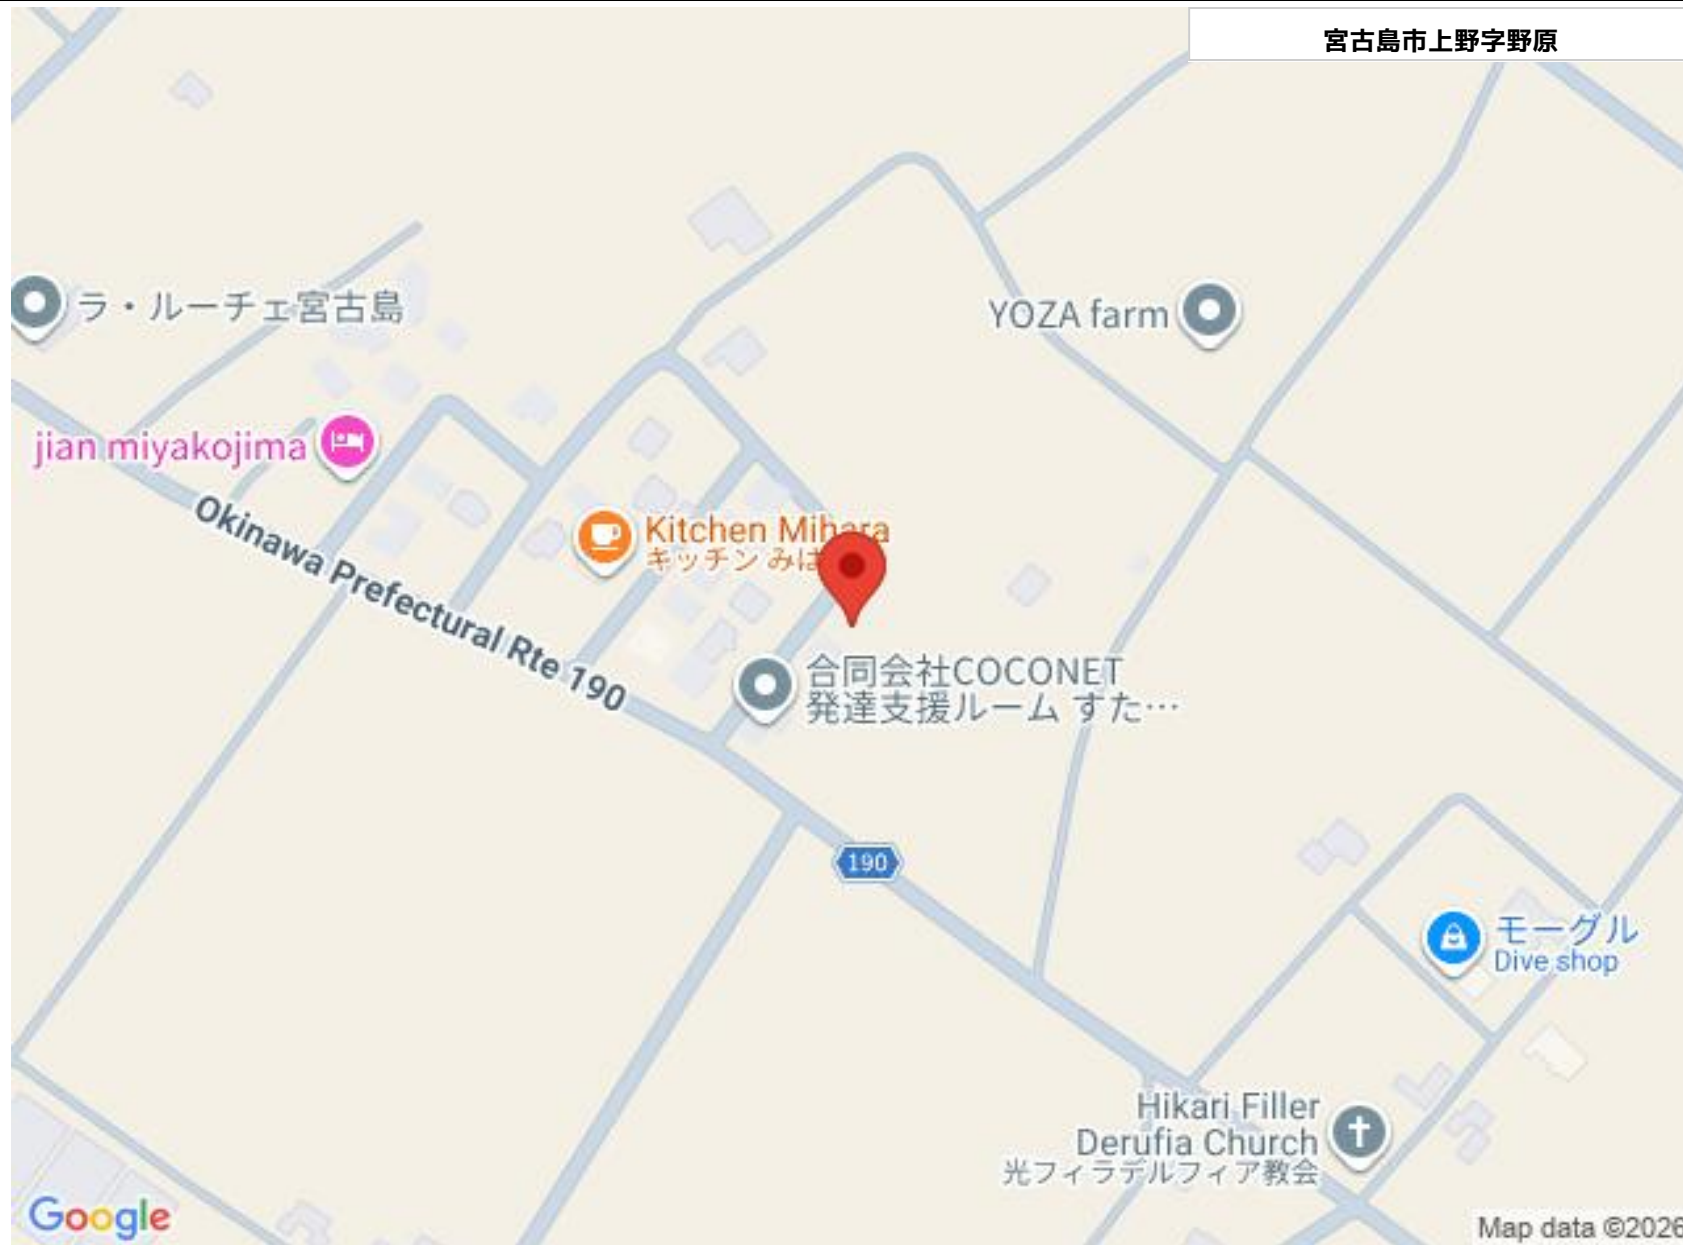 宮古島市上野字野原
ラ・ルーチェ宮古島
YOZA farm
jian miyakojima
Okinawa Prefectural Rte 190
Kitchen Mihara
キッチン みは
合同会社COCONET
発達支援ルーム すた…
190
モーグル
Dive shop
Hikari Filler
Derufia Church
光フィラデルフィア教会
Google
Map data ©2026